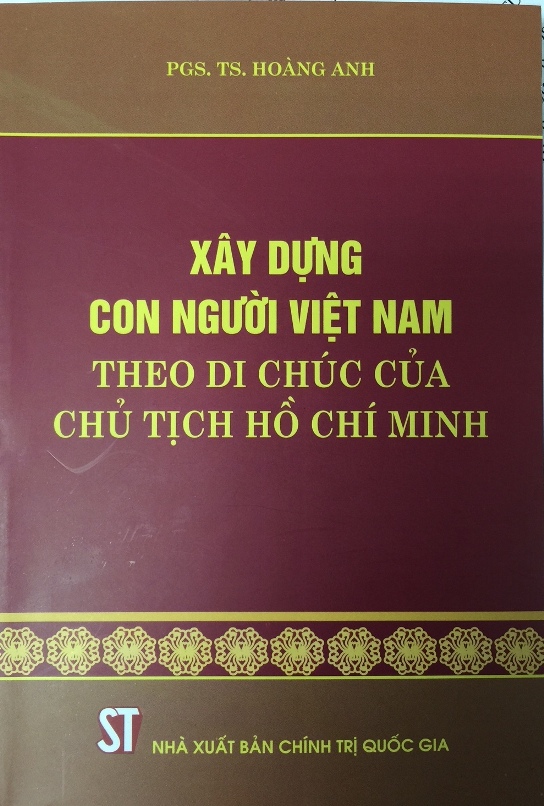 PGS. TS. HOÀNG ANH
XÂY DỰNG
CON NGƯỜI VIỆT NAM
THEO DI CHÚC CỦA
CHỦ TỊCH HỒ CHÍ MINH
ST NHÀ XUẤT BẢN CHÍNH TRỊ QUỐC GIA